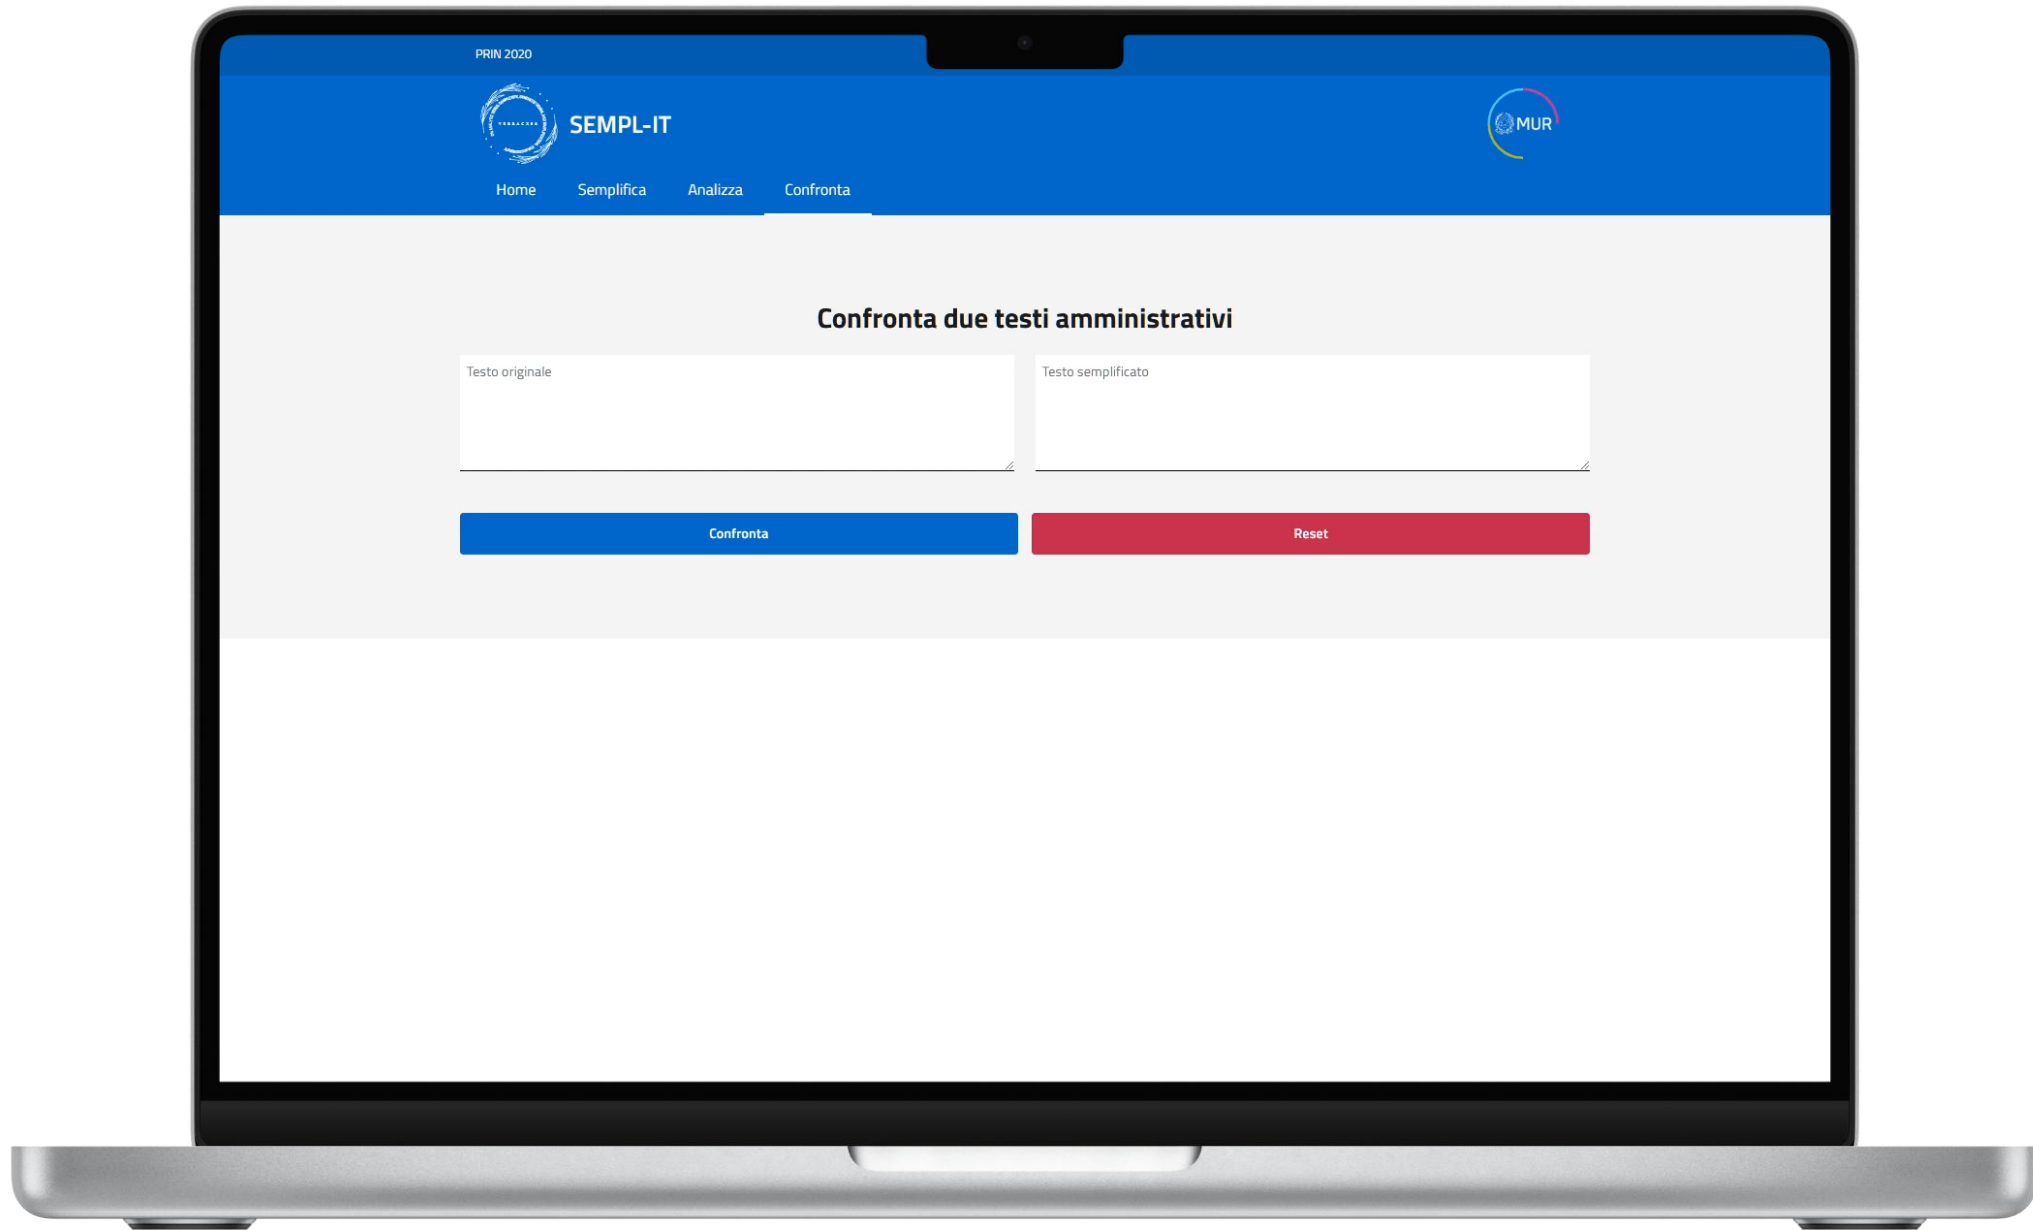 PRIN 2020
VERBACXSS
SEMPL-IT
MUR
Home Semplifica Analizza Confronta
Confronta due testi amministrativi
Testo originale Testo semplificato
Confronta Reset